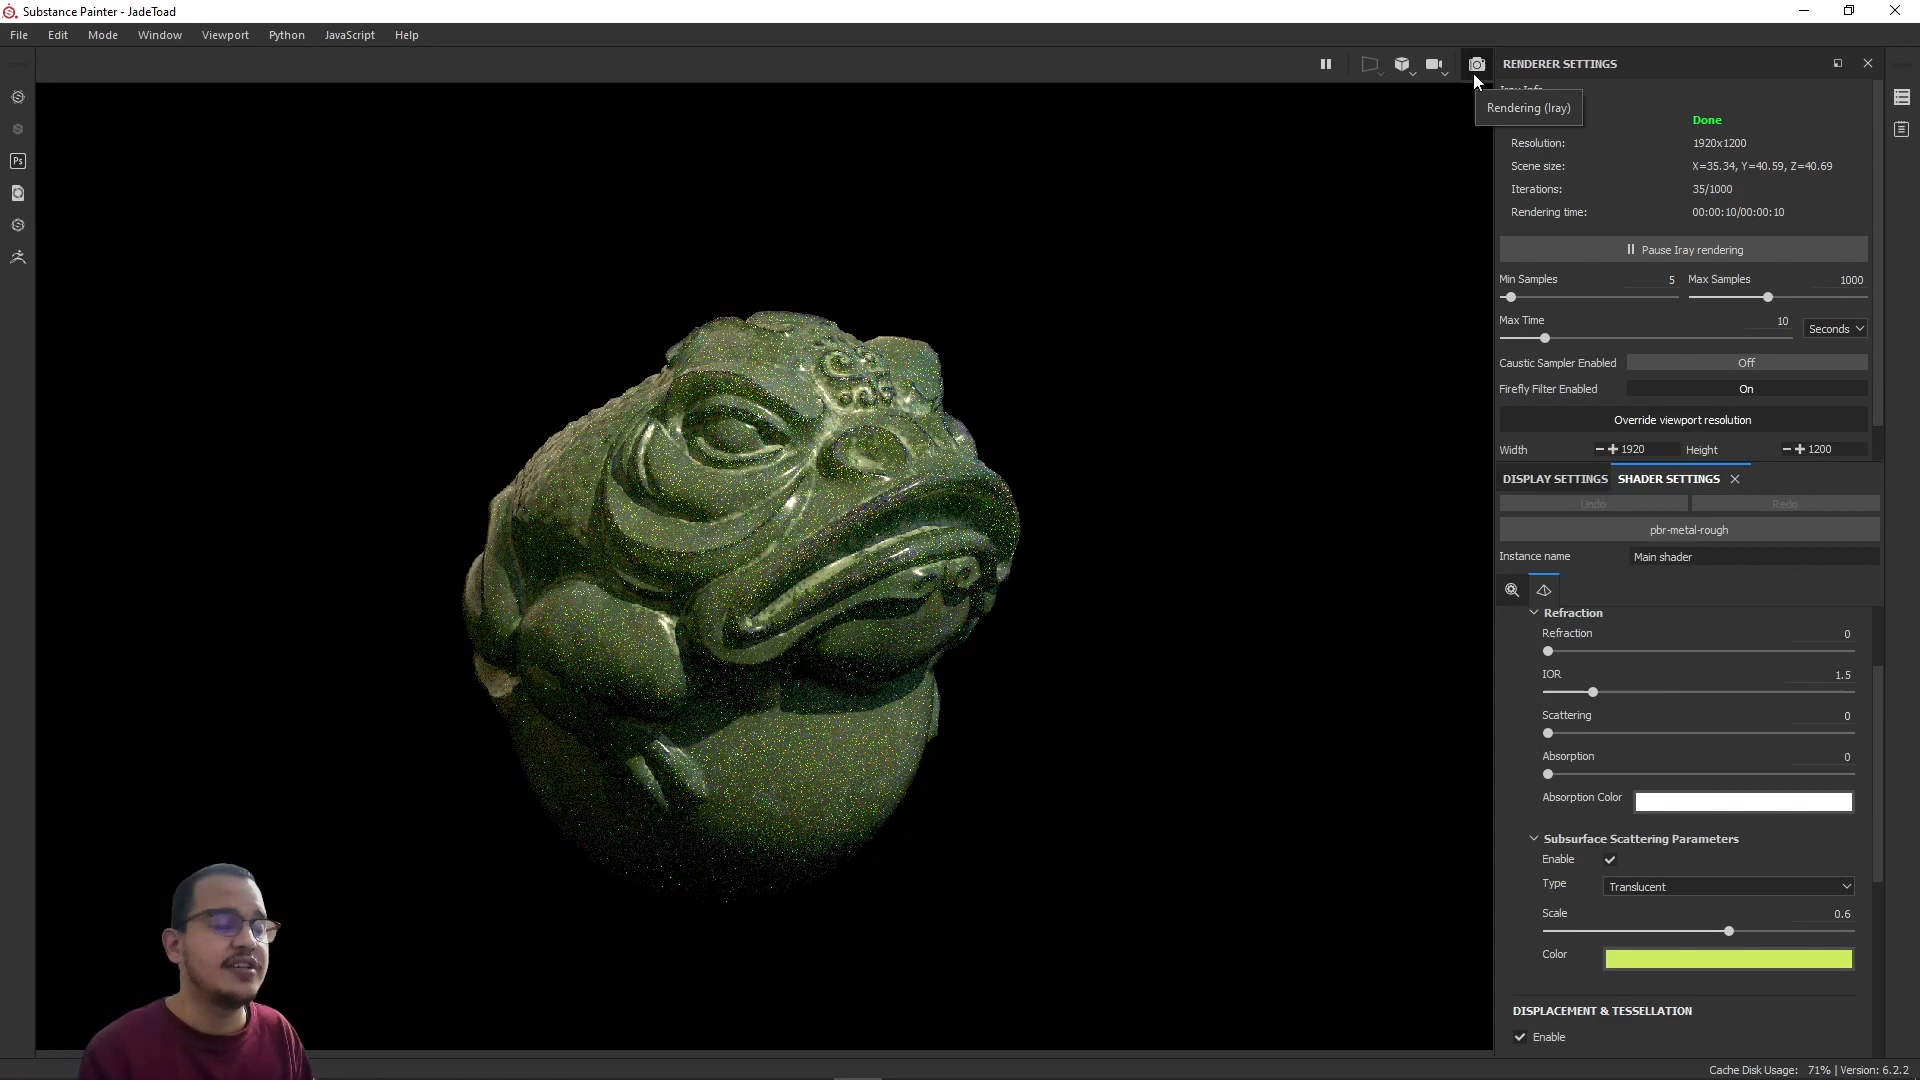 Substance Painter - JadeToad
File Edit Mode Window Viewport Python JavaScript Help
RENDERER SETTINGS
Rendering (Iray)
Done
Resolution: 1920x1200
Scene size: X=35.34, Y=40.59, Z=40.69
Iterations: 35/1000
Rendering time: 00:00:10/00:00:10
Pause Iray rendering
Min Samples 5 Max Samples 1000
Max Time 10 Seconds
Caustic Sampler Enabled Off
Firefly Filter Enabled On
Override viewport resolution
Width 1920 Height 1200
DISPLAY SETTINGS SHADER SETTINGS
Undo Redo
pbr-metal-rough
Instance name Main shader
Refraction
Refraction 0
IOR 1.5
Scattering 0
Absorption 0
Absorption Color
Subsurface Scattering Parameters
Enable
Type Translucent
Scale 0.6
Color
DISPLACEMENT & TESSELLATION
Enable
Cache Disk Usage: 71% | Version: 6.2.2
Ps